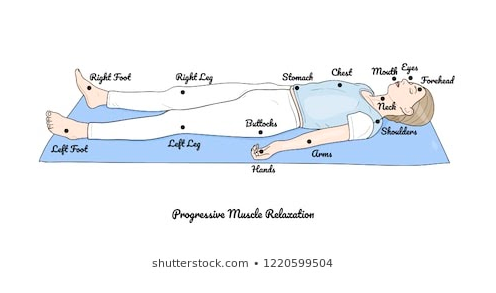 Eyes
Mouth
Chest
Right Foot
Right Leg
Stomach
Forehead
Neck
Buttocks
Shoulders
Left Leg
Left Foot
Arms
Hands
Progressive Muscle Relaxation
shutterstock.com • 1220599504